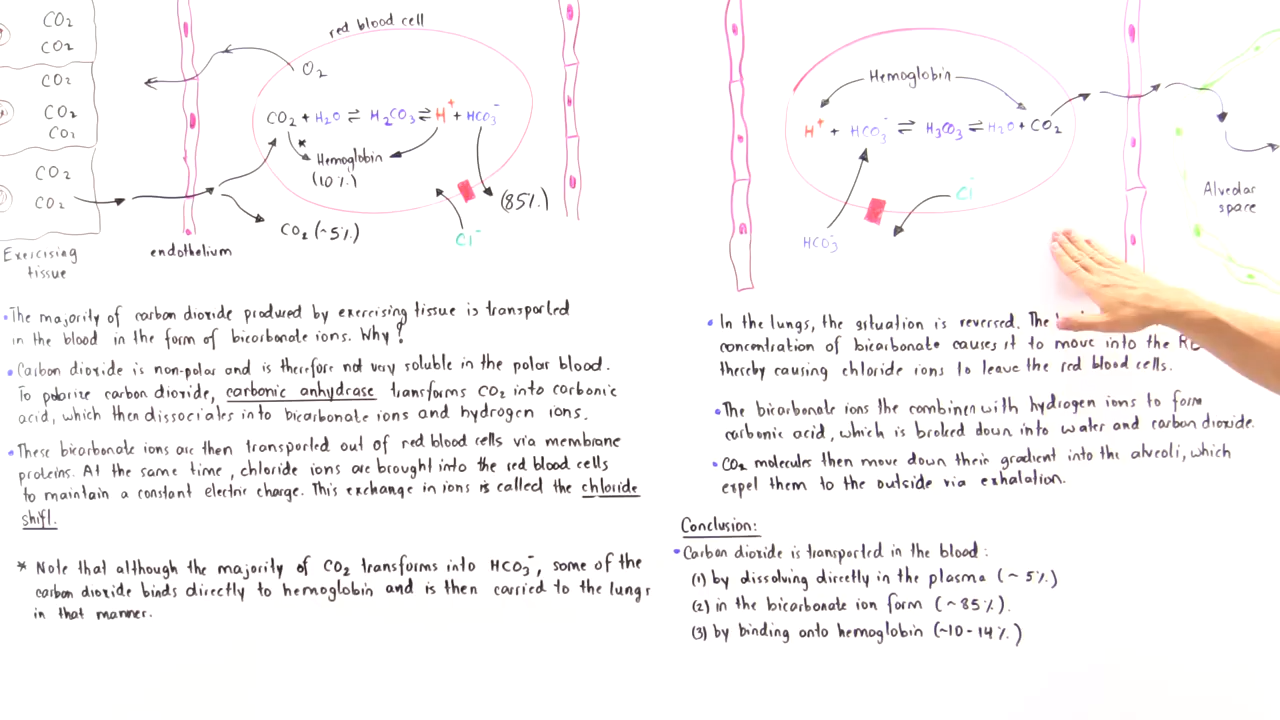 CO2
CO2
CO2
CO2
CO2
CO2
CO2
Exercising
tissue
endothelium
red blood cell
O2
CO2 + H2O ⇌ H2CO3 ⇌ H+ + HCO3-
*
Hemoglobin
(10%)
(85%)
CO2 (~5%)
Cl-
• The majority of carbon dioxide produced by exercising tissue is transported
in the blood in the form of bicarbonate ions. Why?
• Carbon dioxide is non-polar and is therefore not very soluble in the polar blood.
To polarize carbon dioxide, carbonic anhydrase transforms CO2 into carbonic
acid, which then dissociates into bicarbonate ions and hydrogen ions.
• These bicarbonate ions are then transported out of red blood cells via membrane
proteins. At the same time, chloride ions are brought into the red blood cells
to maintain a constant electric charge. This exchange in ions is called the chloride
shift.
* Note that although the majority of CO2 transforms into HCO3-, some of the
carbon dioxide binds directly to hemoglobin and is then carried to the lungs
in that manner.
Hemoglobin
H+ + HCO3- ⇌ H3CO3 ⇌ H2O + CO2
Cl-
HCO3-
Alveolar
space
• In the lungs, the situation is reversed. The
concentration of bicarbonate causes it to move into the
thereby causing chloride ions to leave the red blood cells.
• The bicarbonate ions the combinen with hydrogen ions to form
carbonic acid, which is broked down into water and carbon dioxide.
• CO2 molecules then move down their gradient into the alveoli, which
expel them to the outside via exhalation.
Conclusion:
• Carbon dioxide is transported in the blood:
(1) by dissolving directly in the plasma (~ 5%)
(2) in the bicarbonate ion form (~85%).
(3) by binding onto hemoglobin (~10-14%)